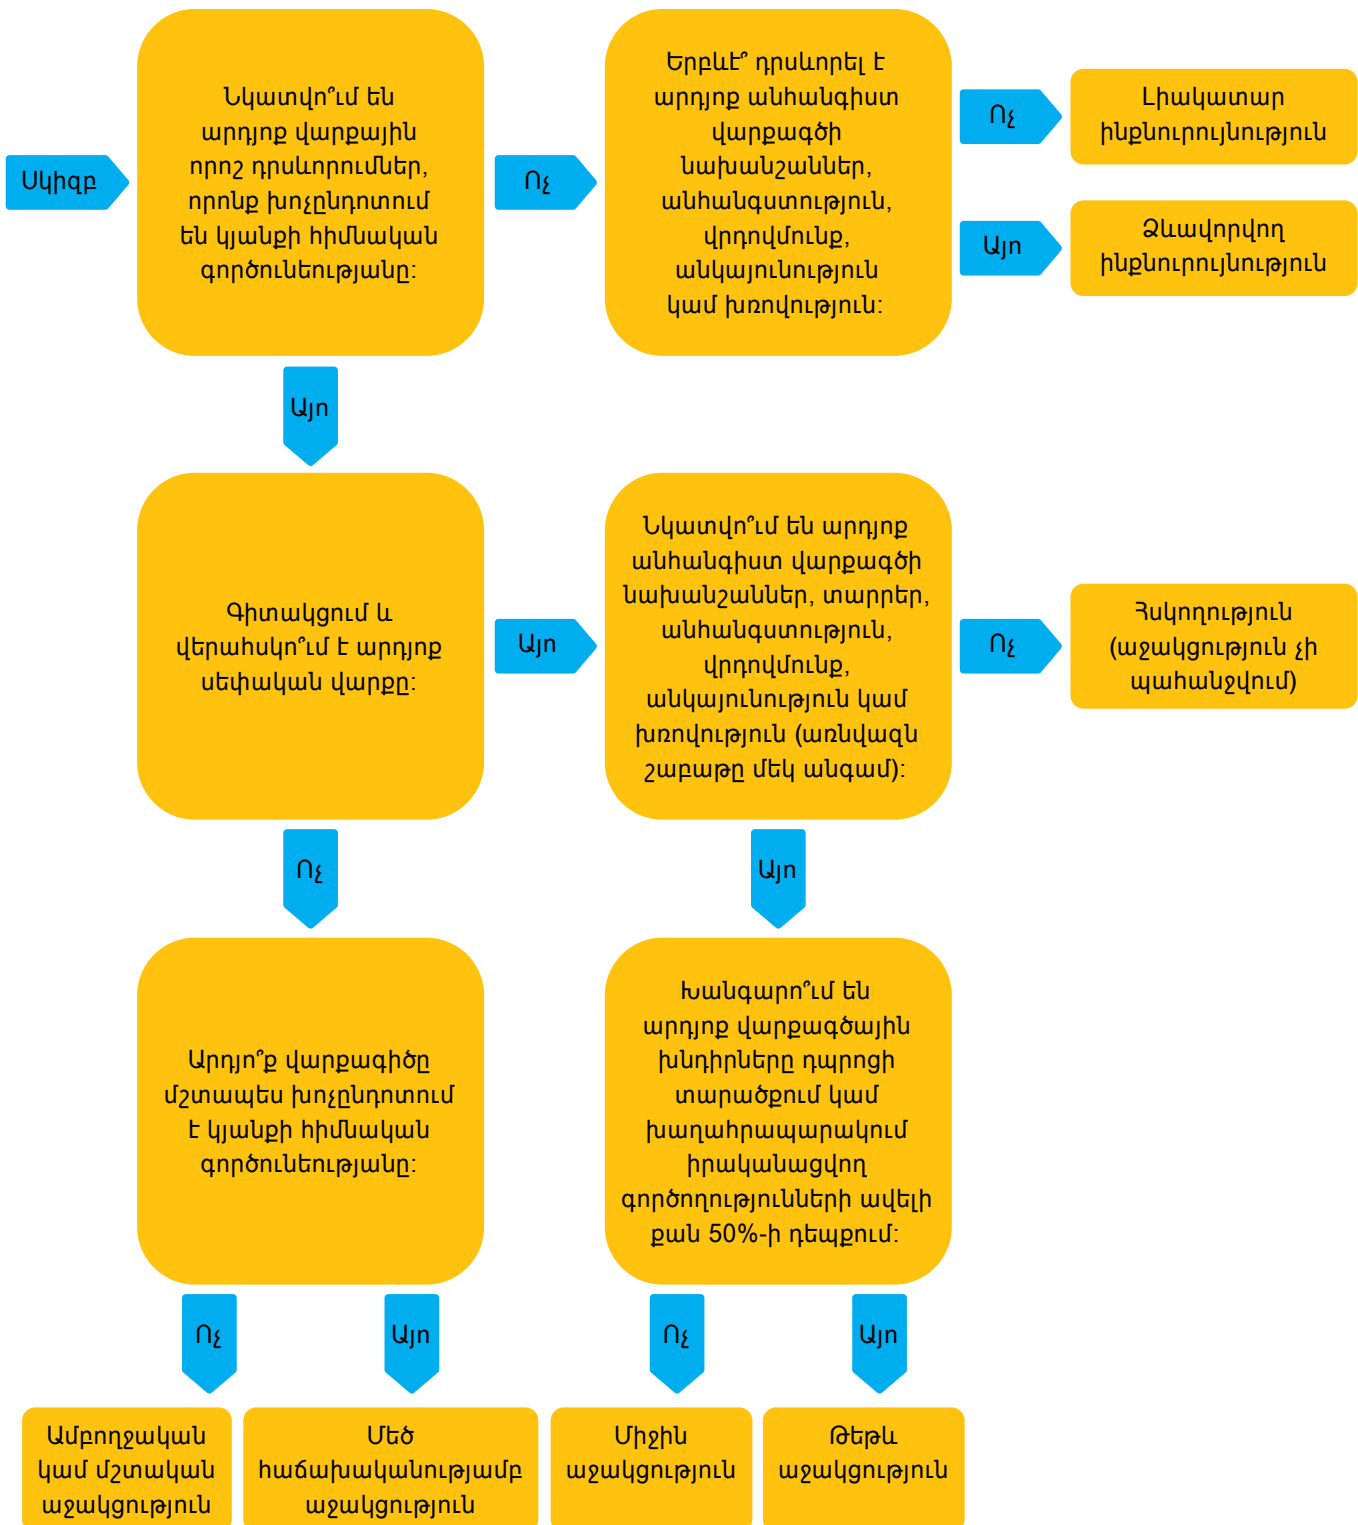 Սկիզբ
Նկատվո՞ւմ են
արդյոք վարքային
որոշ դրսևորումներ,
որոնք խոչընդոտում
են կյանքի հիմնական
գործունեությանը:
Ոչ
Երբևէ՞ դրսևորել է
արդյոք անհանգիստ
վարքագծի
նախանշաններ,
անհանգստություն,
վրդովմունք,
անկայունություն
կամ խռովություն:
Ոչ
Լիակատար
ինքնուրույնություն
Այո
Ձևավորվող
ինքնուրույնություն
Այո
Գիտակցում և
վերահսկո՞ւմ է արդյոք
սեփական վարքը:
Այո
Նկատվո՞ւմ են արդյոք
անհանգիստ վարքագծի
նախանշաններ, տարրեր,
անհանգստություն,
վրդովմունք,
անկայունություն կամ
խռովություն (առնվազն
շաբաթը մեկ անգամ):
Ոչ
Հսկողություն
(աջակցություն չի
պահանջվում)
Ոչ
Այո
Արդյո՞ք վարքագիծը
մշտապես խոչընդոտում
է կյանքի հիմնական
գործունեությանը:
Խանգարո՞ւմ են
արդյոք վարքագծային
խնդիրները դպրոցի
տարածքում կամ
խաղահրապարակում
իրականացվող
գործողությունների ավելի
քան 50%-ի դեպքում:
Ոչ
Այո
Ոչ
Այո
Ամբողջական
կամ մշտական
աջակցություն
Մեծ
հաճախականությամբ
աջակցություն
Միջին
աջակցություն
Թեթև
աջակցություն